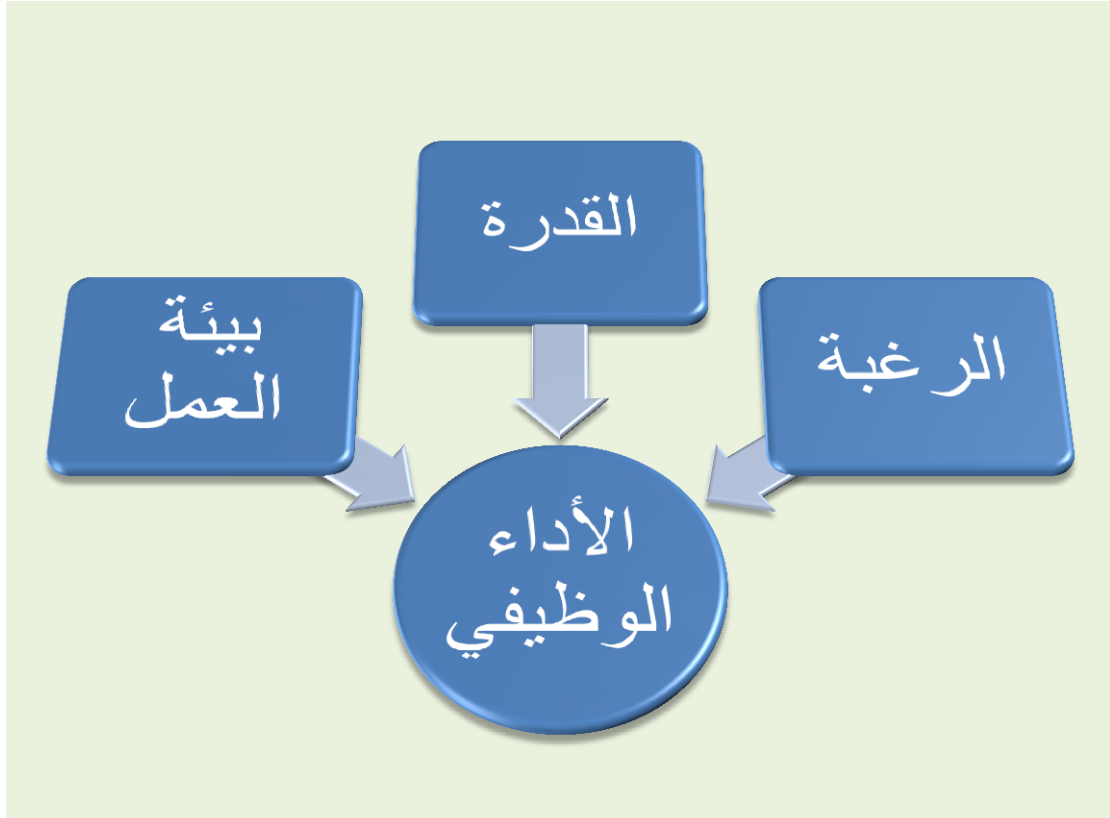 القدرة
الرغبة
بيئة
العمل
الأداء
الوظيفي